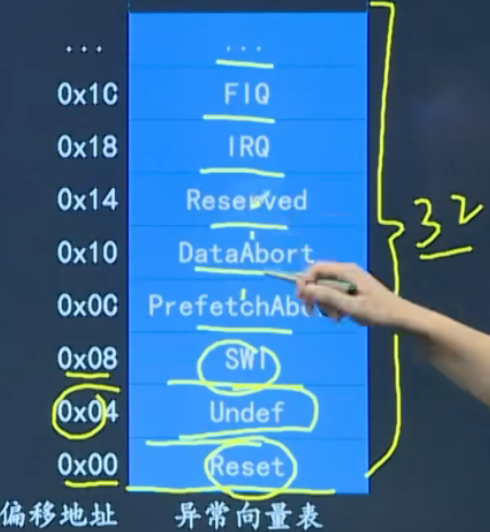 ... ...
0x1C FIQ
0x18 IRQ
0x14 Reserved
0x10 DataAbort
32
0x0C PrefetchAbo
0x08 SWI
0x04 Undef
0x00 Reset
偏移地址 异常向量表